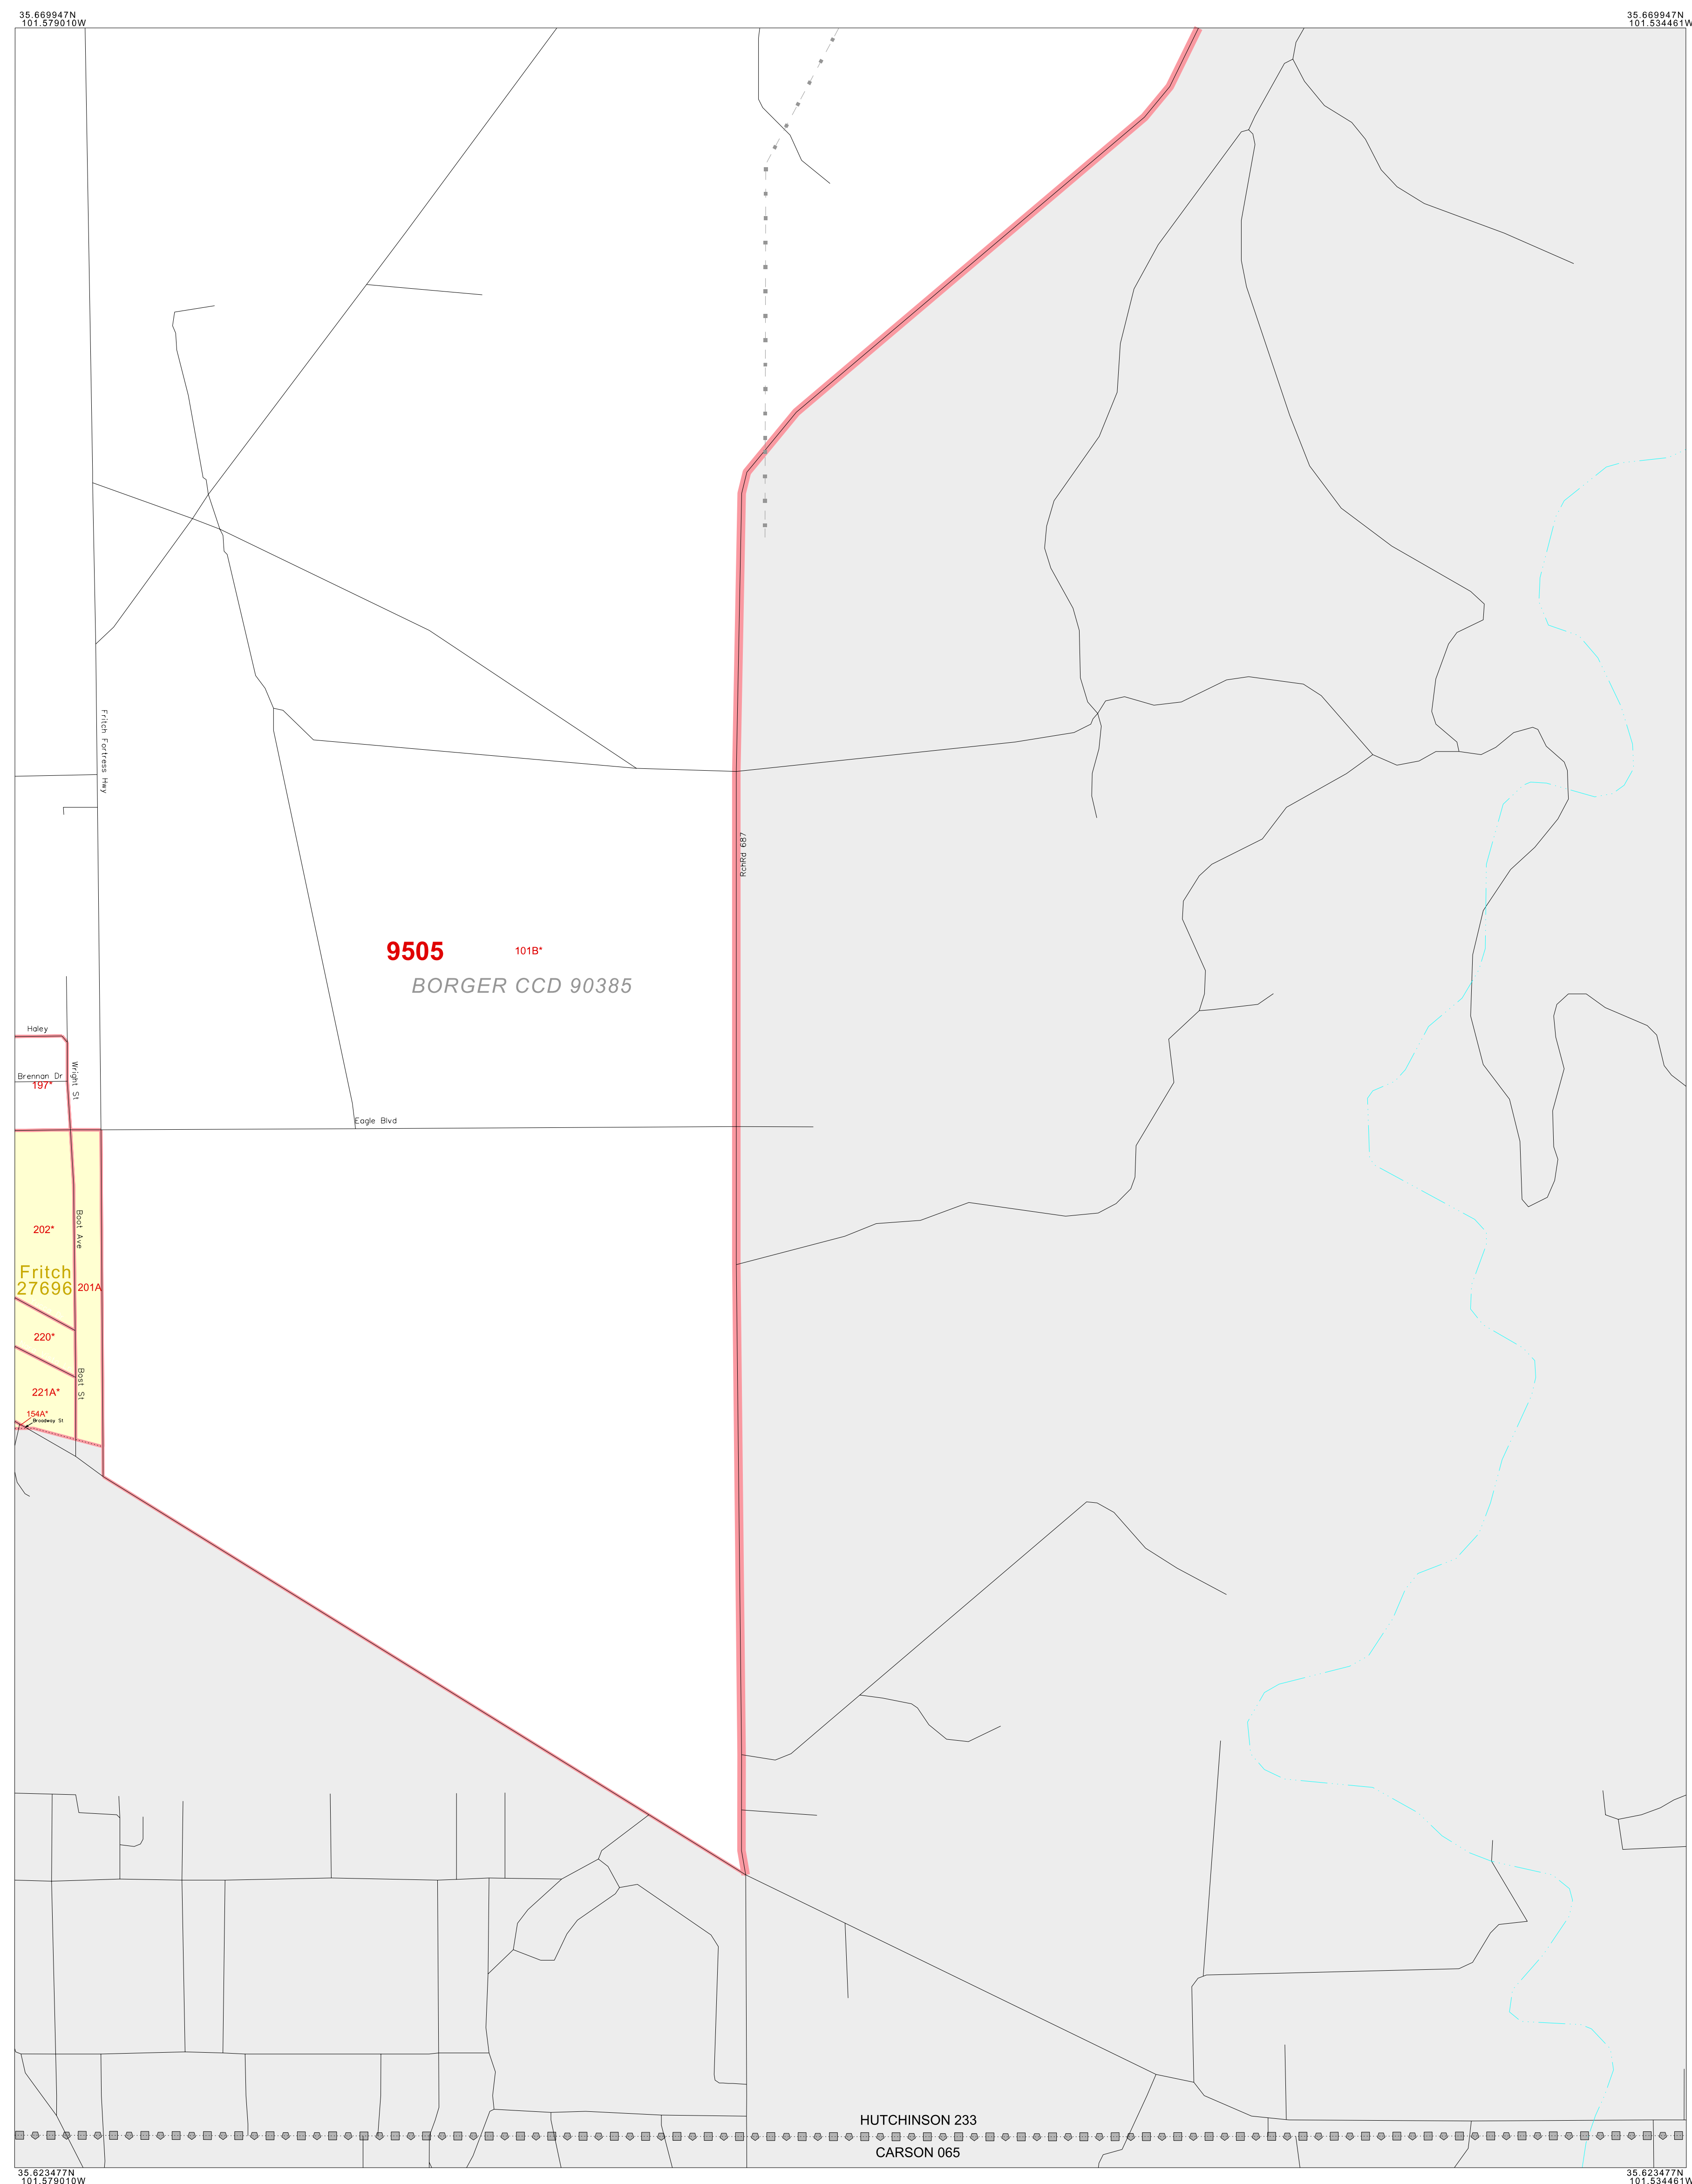 35.669947N
101.579010W
35.669947N
101.534461W
Fritch Fortress Hwy
RchRd 687
9505
101B*
BORGER CCD 90385
Haley
Wright St
Brennan Dr
197*
Eagle Blvd
202*
Boot Ave
Fritch
27696
201A
220*
Bost St
221A*
154A*
Broadway St
HUTCHINSON 233
CARSON 065
35.623477N
101.579010W
35.623477N
101.534461W